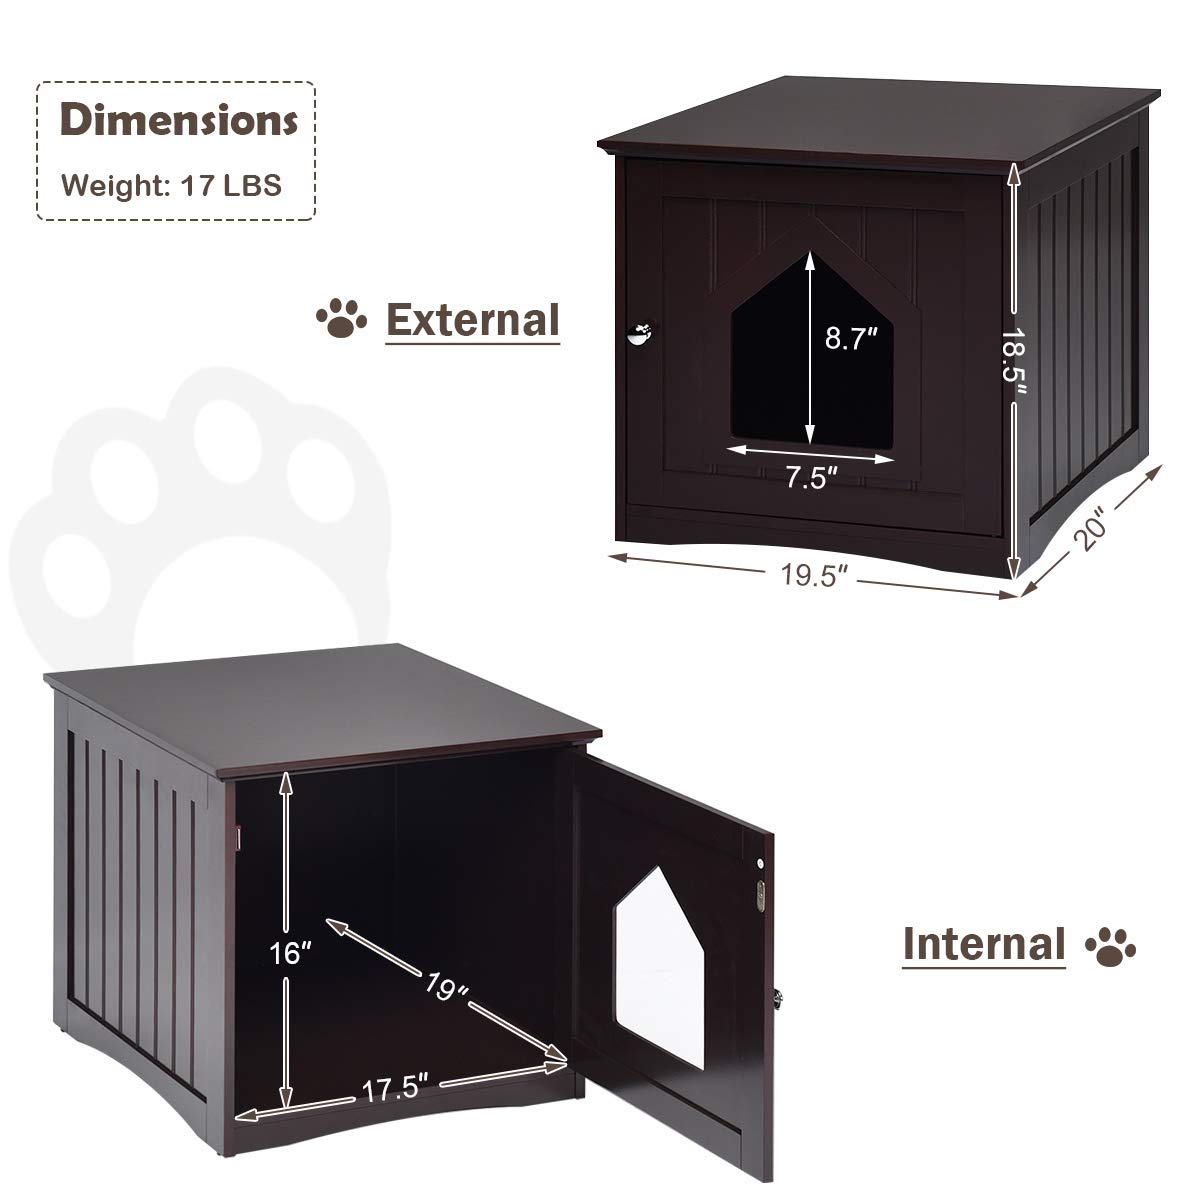 Dimensions
Weight: 17 LBS
External
8.7"
7.5"
18.5"
19.5"
20"
16"
19"
17.5"
Internal